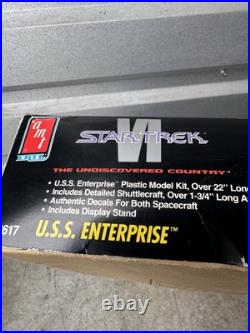 amt
ERTL
STAR TREK
VI
THE UNDISCOVERED COUNTRY™
• U.S.S. Enterprise™ Plastic Model Kit, Over 22" Long
• Includes Detailed Shuttlecraft, Over 1-3/4" Long A
• Authentic Decals For Both Spacecraft
• Includes Display Stand
617
U.S.S. ENTERPRISE™